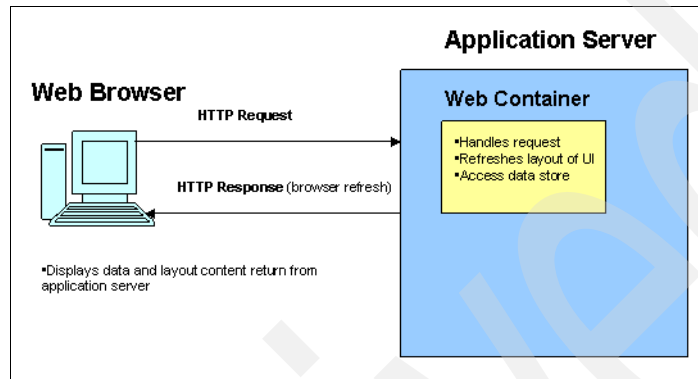 Application Server
Web Browser
Web Container
HTTP Request
▪Handles request
▪Refreshes layout of UI
▪Access data store
HTTP Response (browser refresh)
▪Displays data and layout content return from
application server